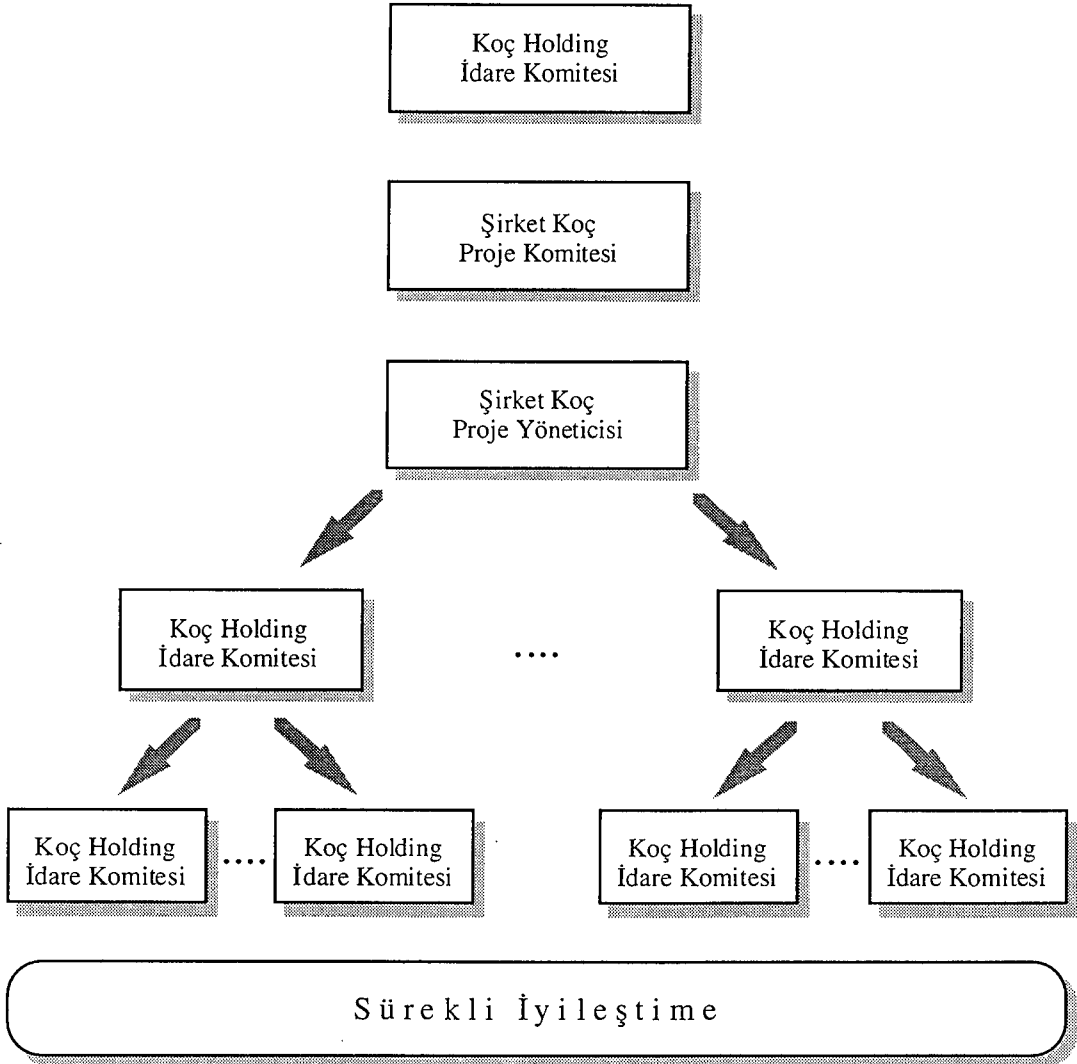 Koç Holding
İdare Komitesi
Şirket Koç
Proje Komitesi
Şirket Koç
Proje Yöneticisi
Koç Holding
İdare Komitesi
....
Koç Holding
İdare Komitesi
Koç Holding
İdare Komitesi
....
Koç Holding
İdare Komitesi
Koç Holding
İdare Komitesi
....
Koç Holding
İdare Komitesi
Sürekli İyileştime